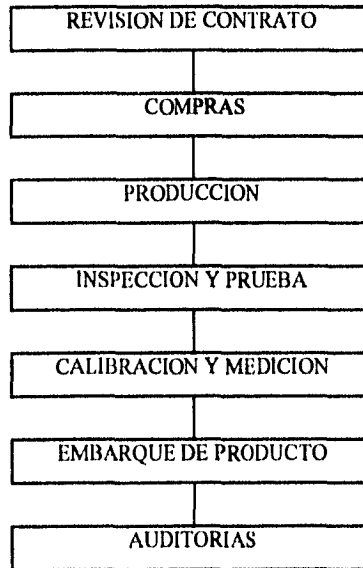 REVISION DE CONTRATO
COMPRAS
PRODUCCION
INSPECCION Y PRUEBA
CALIBRACION Y MEDICION
EMBARQUE DE PRODUCTO
AUDITORIAS